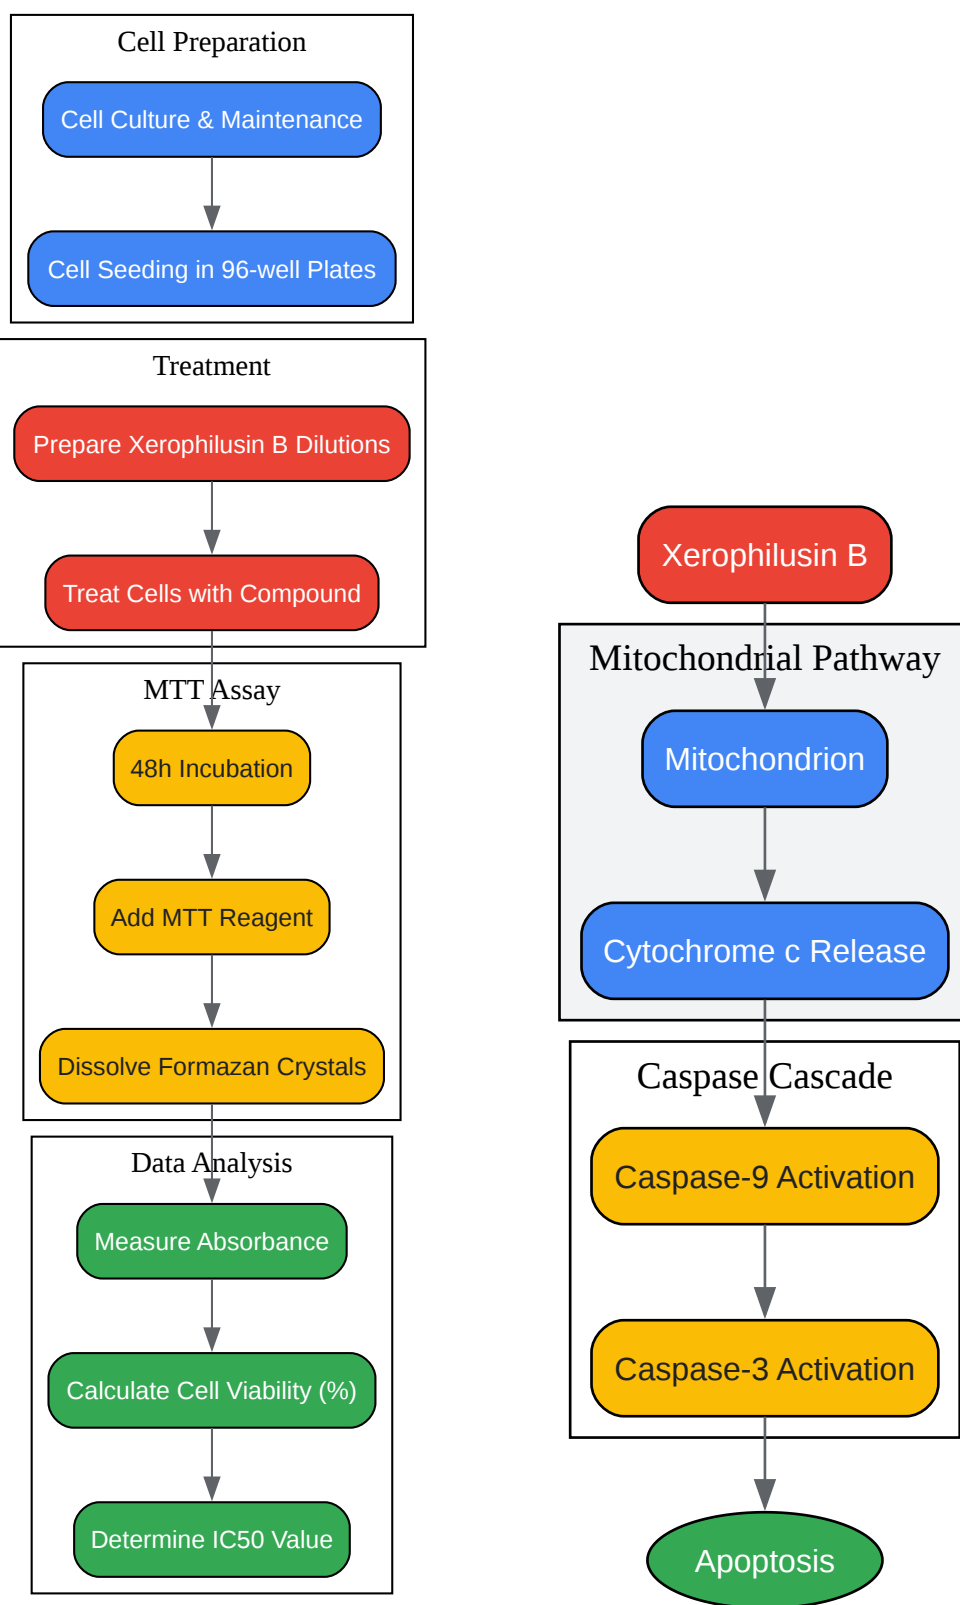 Cell Preparation
Cell Culture & Maintenance
Cell Seeding in 96-well Plates
Treatment
Prepare Xerophilusin B Dilutions
Treat Cells with Compound
MTT Assay
48h Incubation
Add MTT Reagent
Dissolve Formazan Crystals
Data Analysis
Measure Absorbance
Calculate Cell Viability (%)
Determine IC50 Value
Xerophilusin B
Mitochondrial Pathway
Mitochondrion
Cytochrome c Release
Caspase Cascade
Caspase-9 Activation
Caspase-3 Activation
Apoptosis